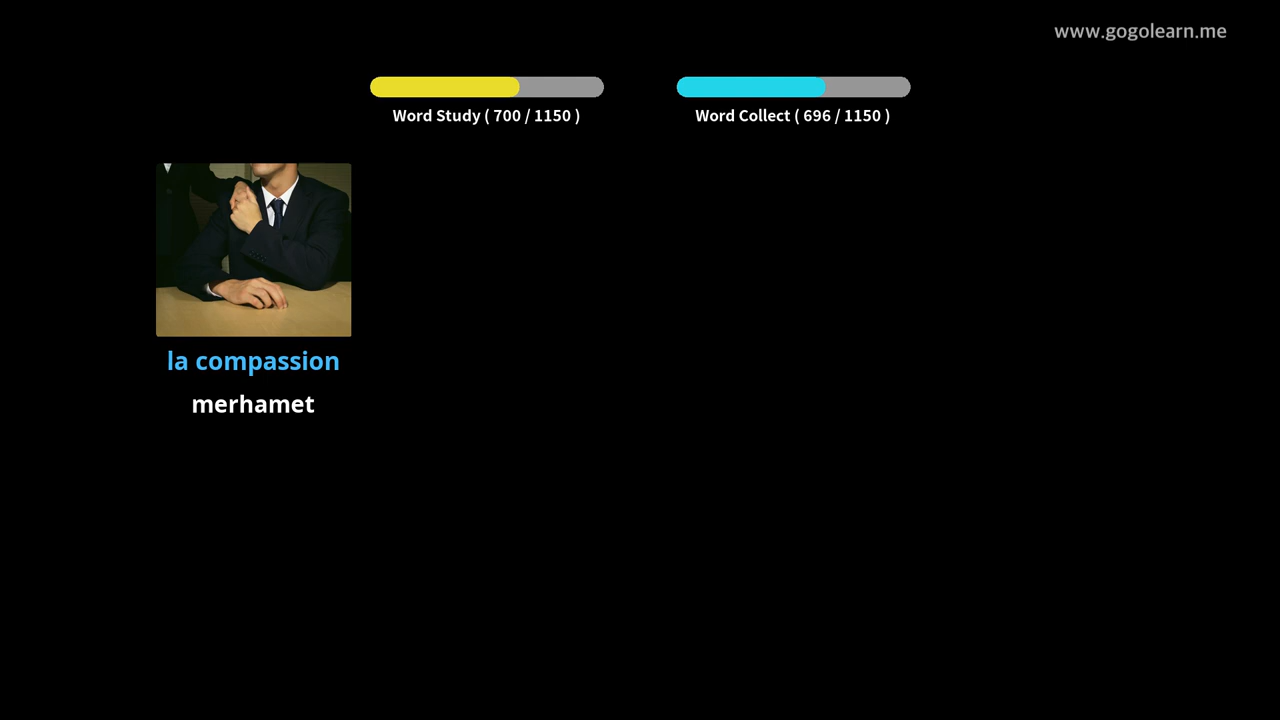 www.gogolearn.me
Word Study ( 700 / 1150 )
Word Collect ( 696 / 1150 )
la compassion
merhamet